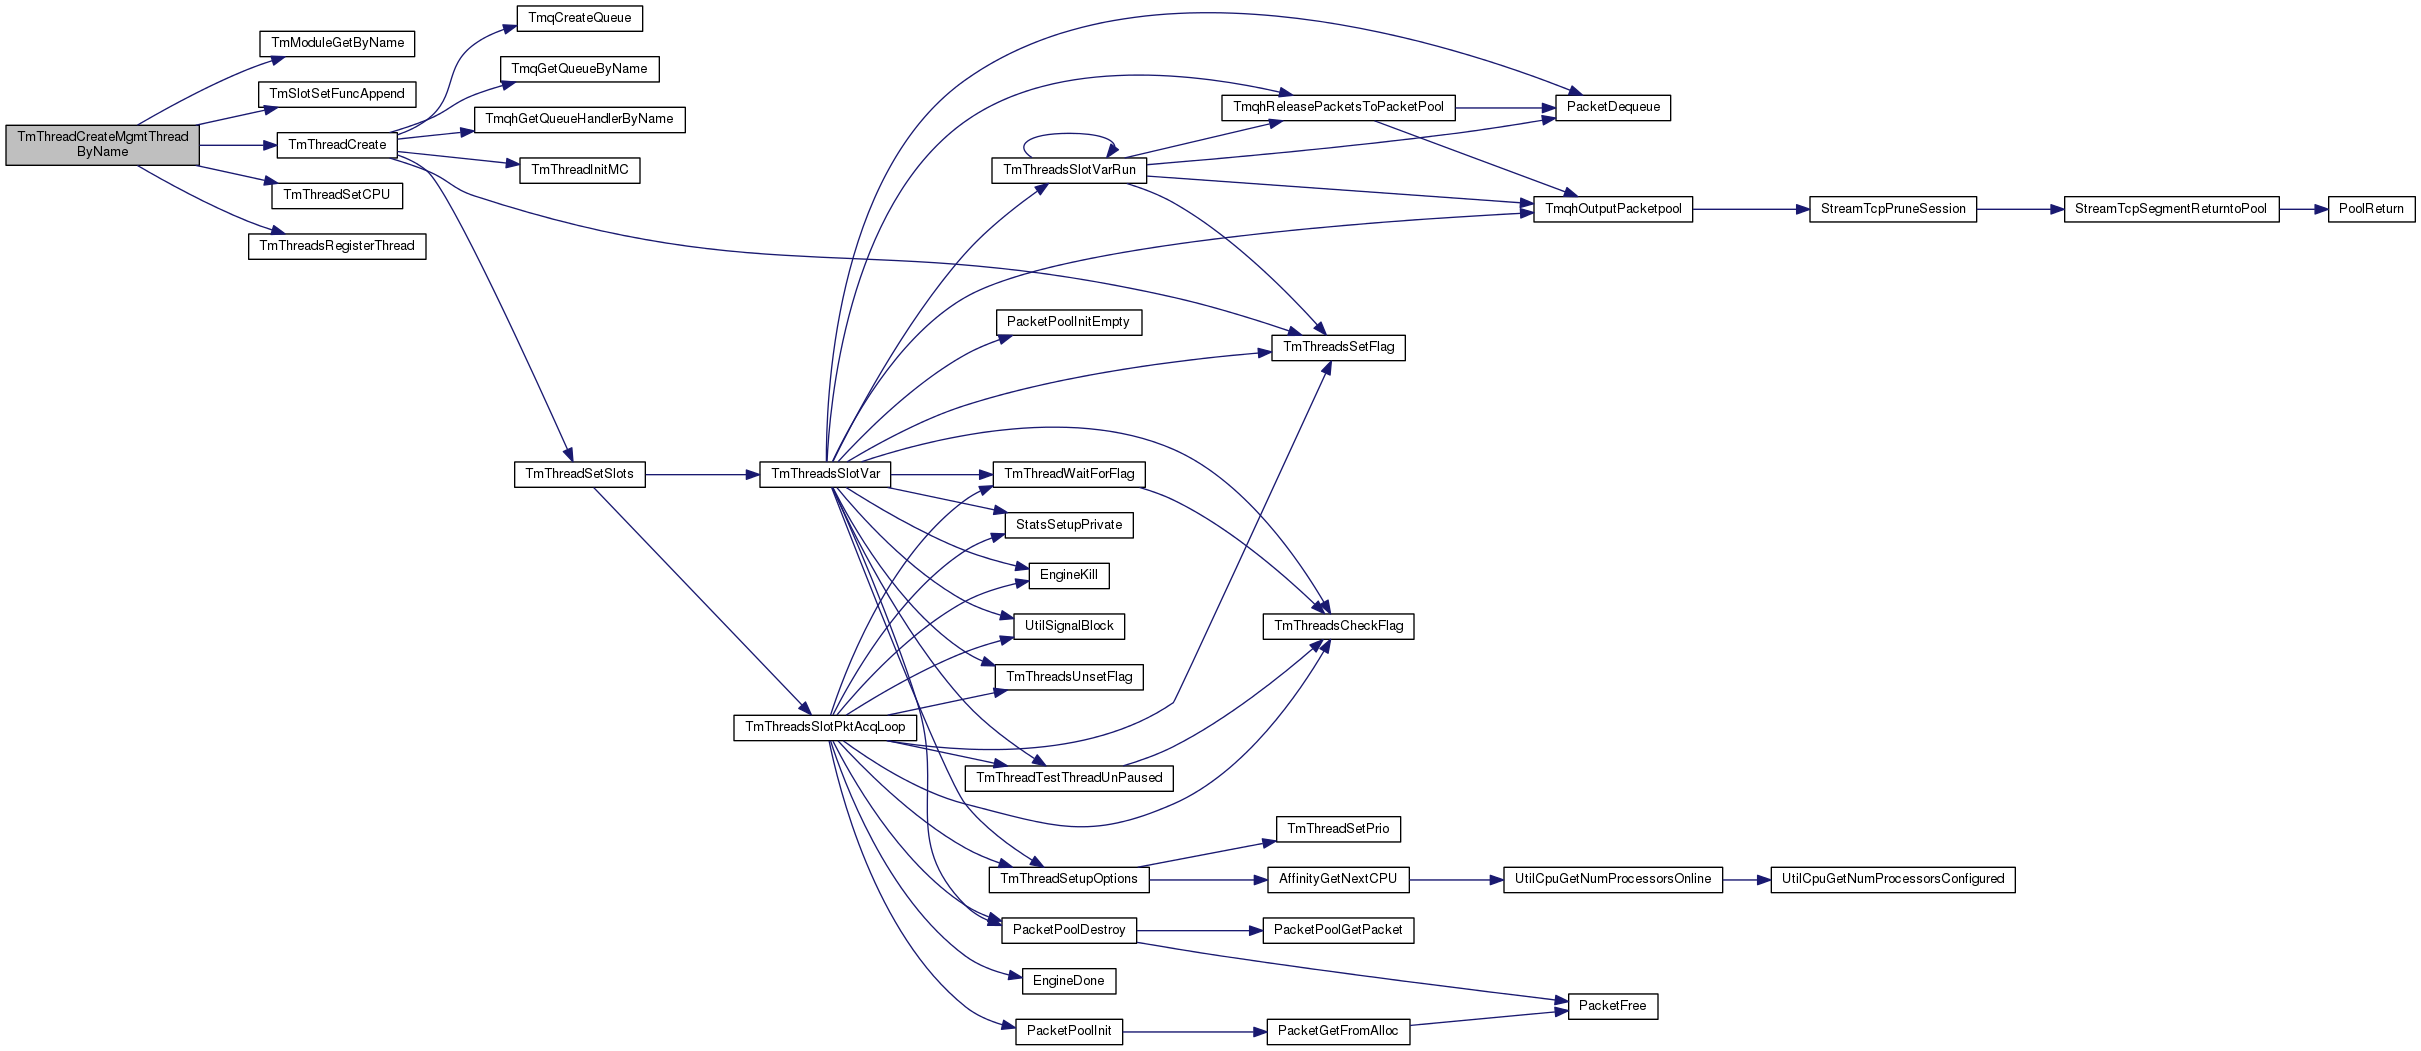 TmThreadCreateMgmtThread
ByName
TmModuleGetByName
TmSlotSetFuncAppend
TmThreadCreate
TmThreadSetCPU
TmThreadsRegisterThread
TmqCreateQueue
TmqGetQueueByName
TmqhGetQueueHandlerByName
TmThreadInitMC
TmThreadSetSlots
TmThreadsSlotVar
TmThreadsSlotPktAcqLoop
TmThreadsSlotVarRun
PacketPoolInitEmpty
TmThreadWaitForFlag
StatsSetupPrivate
EngineKill
UtilSignalBlock
TmThreadsUnsetFlag
TmThreadTestThreadUnPaused
TmThreadSetupOptions
PacketPoolDestroy
EngineDone
PacketPoolInit
TmqhReleasePacketsToPacketPool
TmThreadsSetFlag
TmThreadsCheckFlag
TmThreadSetPrio
AffinityGetNextCPU
PacketPoolGetPacket
PacketGetFromAlloc
PacketDequeue
TmqhOutputPacketpool
UtilCpuGetNumProcessorsOnline
PacketFree
StreamTcpPruneSession
UtilCpuGetNumProcessorsConfigured
StreamTcpSegmentReturntoPool
PoolReturn